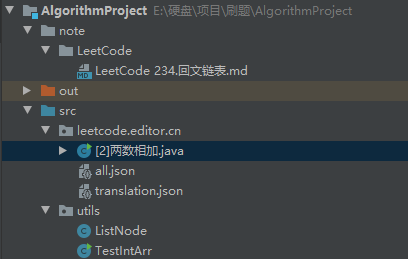 AlgorithmProject E:\硬盘\项目\刷题\AlgorithmProject
note
LeetCode
LeetCode 234.回文链表.md
out
src
leetcode.editor.cn
[2]两数相加.java
all.json
translation.json
utils
ListNode
TestIntArr